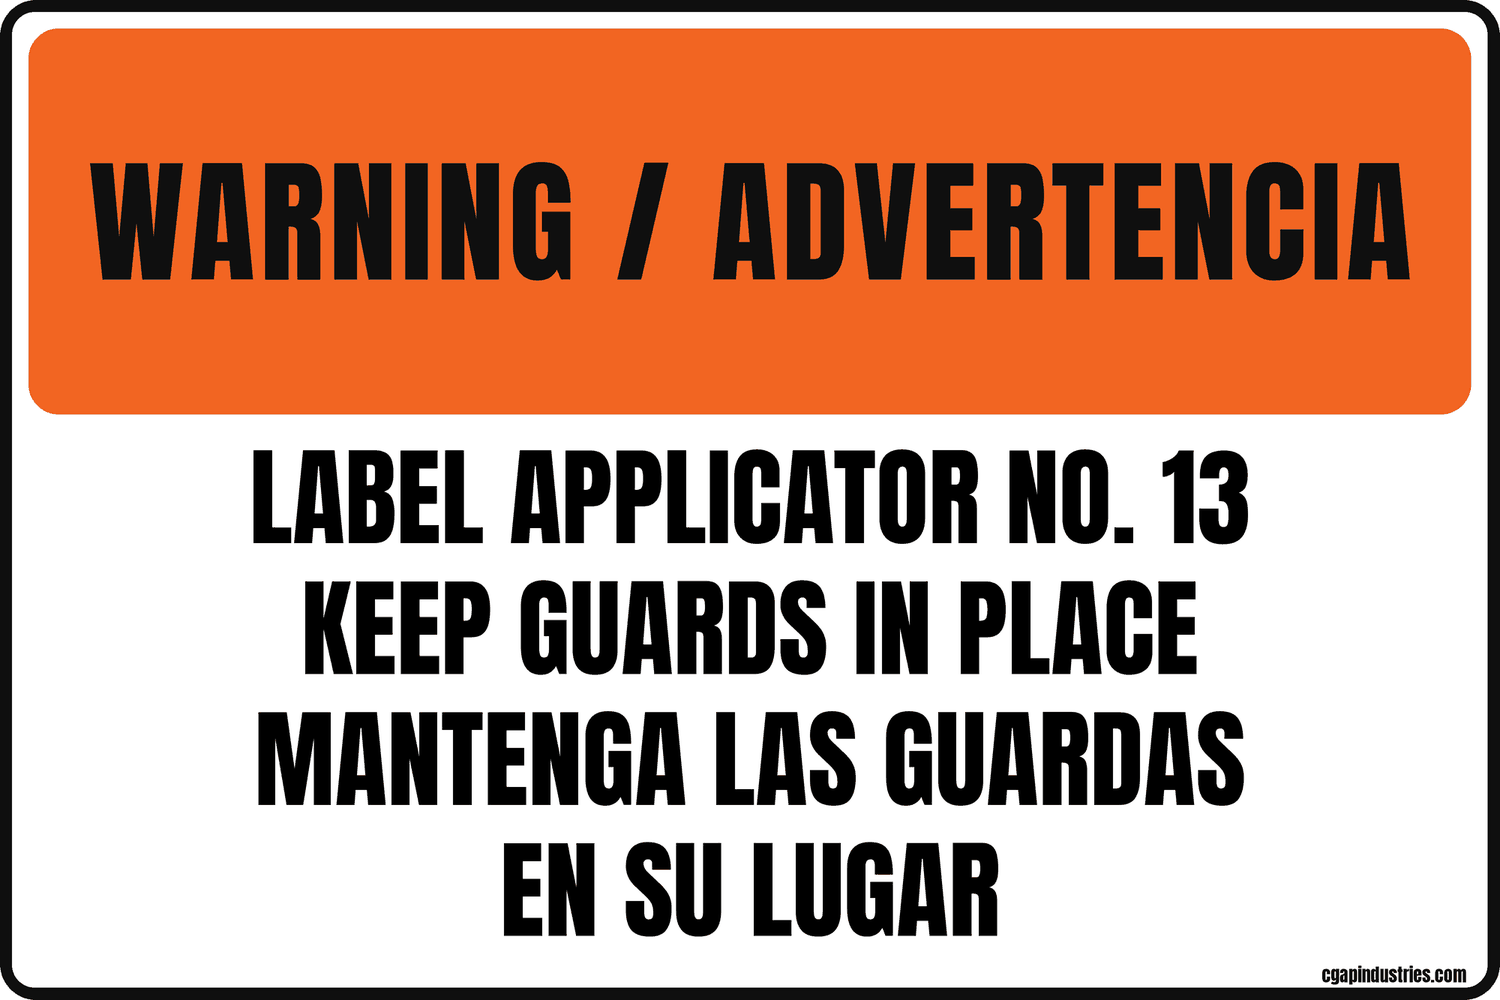 WARNING / ADVERTENCIA
LABEL APPLICATOR NO. 13
KEEP GUARDS IN PLACE
MANTENGA LAS GUARDAS
EN SU LUGAR
cgapindustries.com